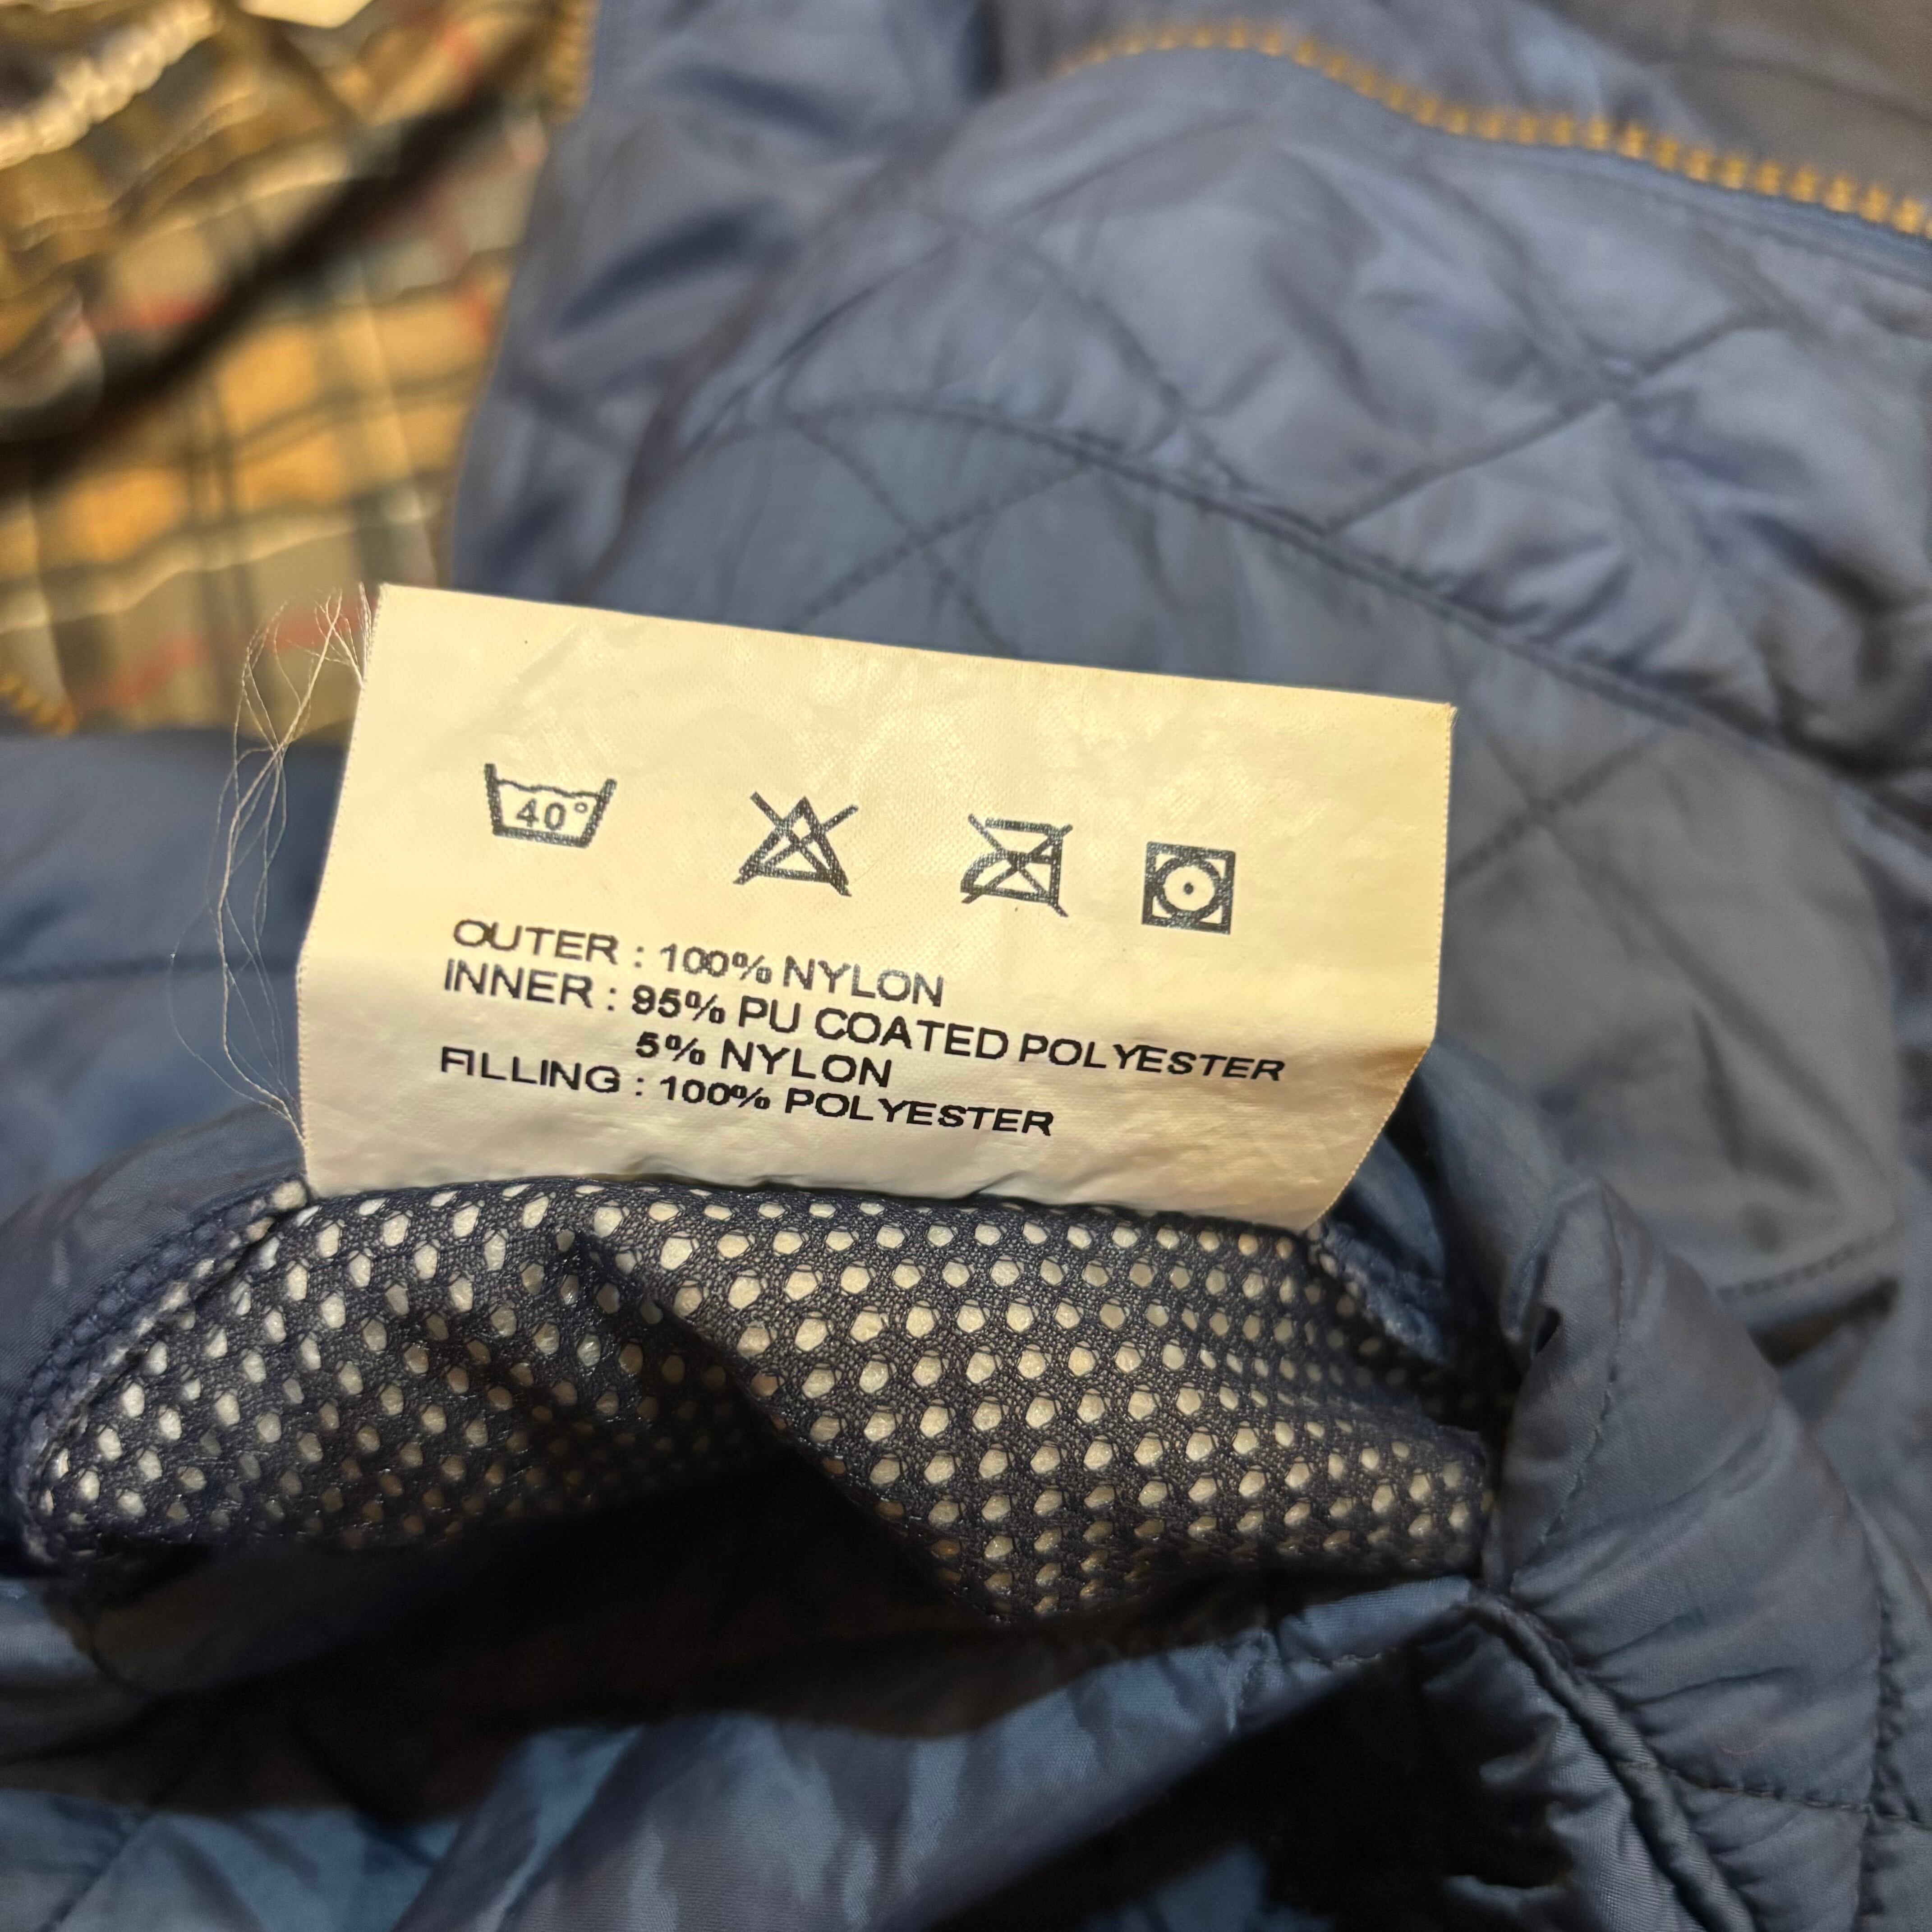 40°
OUTER : 100% NYLON
INNER : 95% PU COATED POLYESTER
5% NYLON
FILLING : 100% POLYESTER